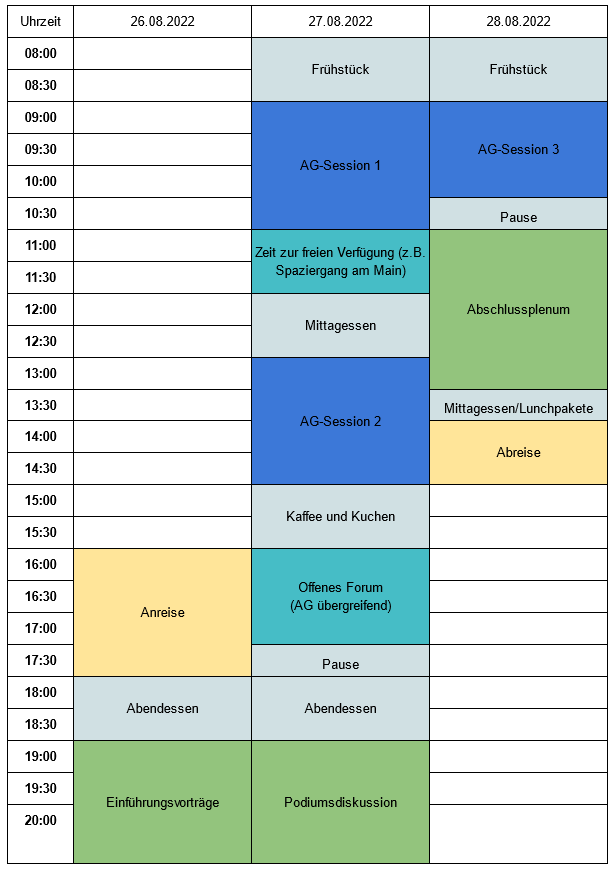 Uhrzeit 26.08.2022 27.08.2022 28.08.2022
08:00
Frühstück Frühstück
08:30
09:00
09:30 AG-Session 3
AG-Session 1
10:00
10:30 Pause
11:00
Zeit zur freien Verfügung (z.B.
Spaziergang am Main)
11:30
12:00
Abschlussplenum
Mittagessen
12:30
13:00
13:30 Mittagessen/Lunchpakete
AG-Session 2
14:00
Abreise
14:30
15:00
Kaffee und Kuchen
15:30
16:00
Offenes Forum
16:30
(AG übergreifend)
Anreise
17:00
17:30 Pause
18:00
Abendessen Abendessen
18:30
19:00
19:30
Einführungsvorträge Podiumsdiskussion
20:00